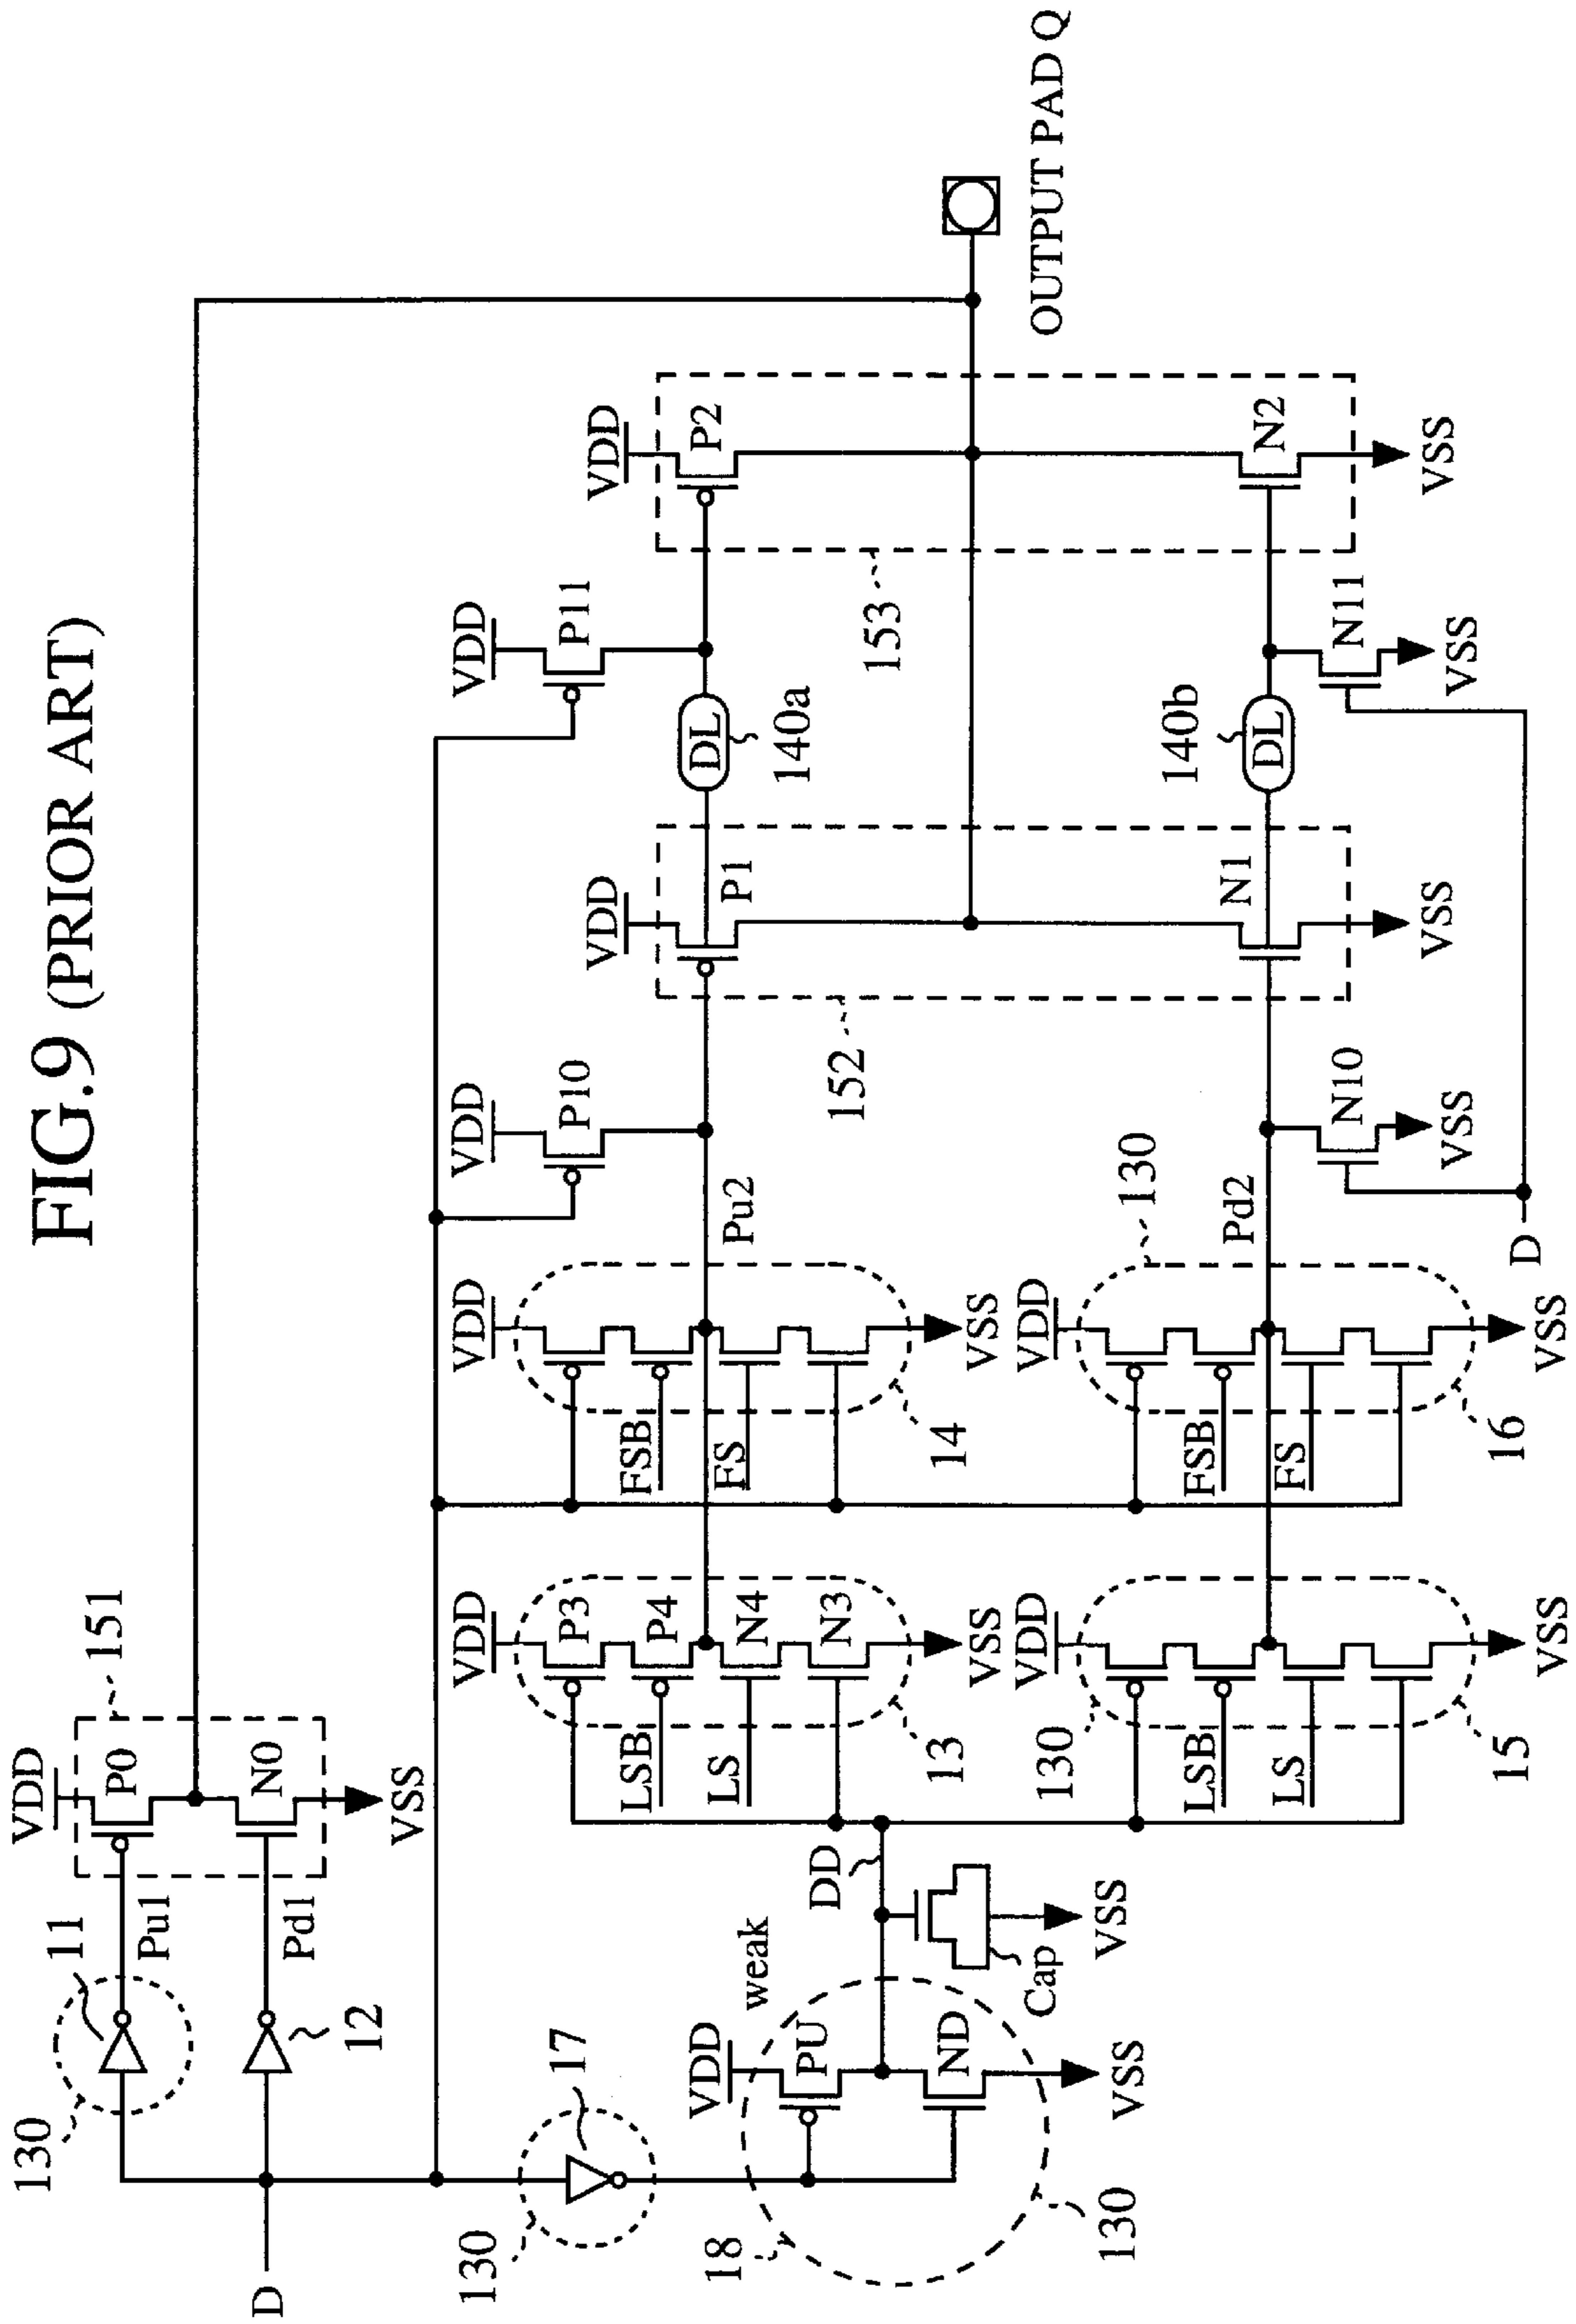 FIG.9 (PRIOR ART)
VDD
P0
151
11
Pu1
130
N0
Pd1
12
VSS
D
130
17
VDD
weak
PU
DD
18
ND
Cap
130
VSS
VSS
VDD
P3
P4
N4
N3
LSB
LS
13
VSS
VDD
130
LSB
LS
15
VSS
VDD
FSB
FS
14
VSS
VDD
130
FSB
FS
16
VSS
Pu2
Pd2
VDD
P10
N10
VSS
D
VDD
P1
152
N1
VSS
VDD
P11
DL
140a
140b
DL
N11
VSS
VDD
P2
153
N2
VSS
OUTPUT PAD Q